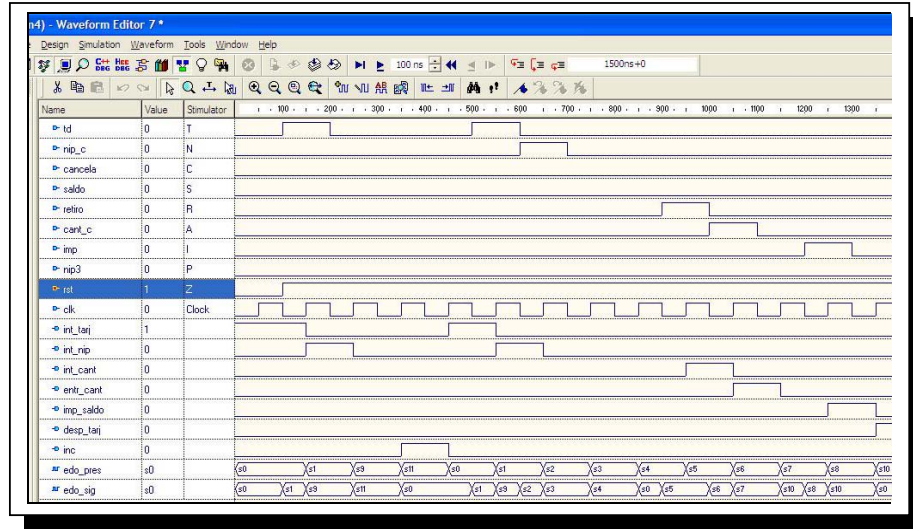 n4) - Waveform Editor 7 *
Design Simulation Waveform Tools Window Help
C++ DBG HEE DBG 100 ns 1500ns+0
Name Value Stimulator 100 200 300 400 500 600 700 800 900 1000 1100 1200 1300
td 0 T
nip_c 0 N
cancela 0 C
saldo 0 S
retiro 0 R
cant_c 0 A
imp 0 I
nip3 0 P
rst 1 Z
clk 0 Clock
int_tarj 1
int_nip 0
int_cant 0
entr_cant 0
imp_saldo 0
desp_tarj 0
inc 0
edo_pres s0 s0 s1 s9 s11 s0 s1 s2 s3 s4 s5 s6 s7 s8 s10
edo_sig s0 s0 s1 s9 s11 s0 s1 s9 s2 s3 s4 s0 s5 s6 s7 s10 s8 s10 s0